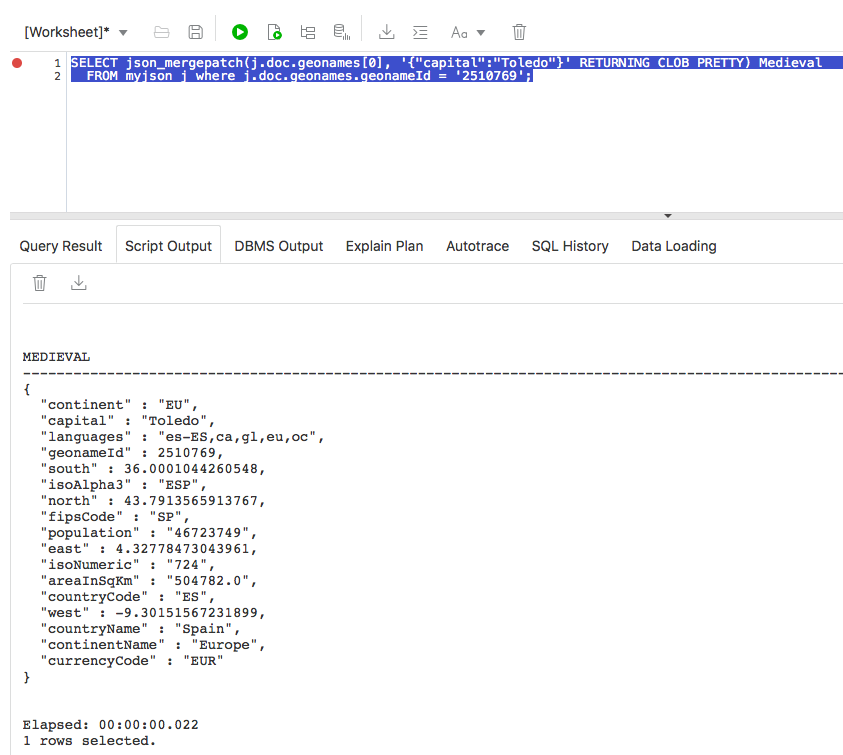 [Worksheet]*
Aa
1 SELECT json_mergepatch(j.doc.geonames[0], '{"capital":"Toledo"}' RETURNING CLOB PRETTY) Medieval
2 FROM myjson j where j.doc.geonames.geonameId = '2510769';
Query Result Script Output DBMS Output Explain Plan Autotrace SQL History Data Loading
MEDIEVAL
--------------------------------------------------------------------------------
{
"continent" : "EU",
"capital" : "Toledo",
"languages" : "es-ES,ca,gl,eu,oc",
"geonameId" : 2510769,
"south" : 36.0001044260548,
"isoAlpha3" : "ESP",
"north" : 43.7913565913767,
"fipsCode" : "SP",
"population" : "46723749",
"east" : 4.32778473043961,
"isoNumeric" : "724",
"areaInSqKm" : "504782.0",
"countryCode" : "ES",
"west" : -9.30151567231899,
"countryName" : "Spain",
"continentName" : "Europe",
"currencyCode" : "EUR"
}
Elapsed: 00:00:00.022
1 rows selected.